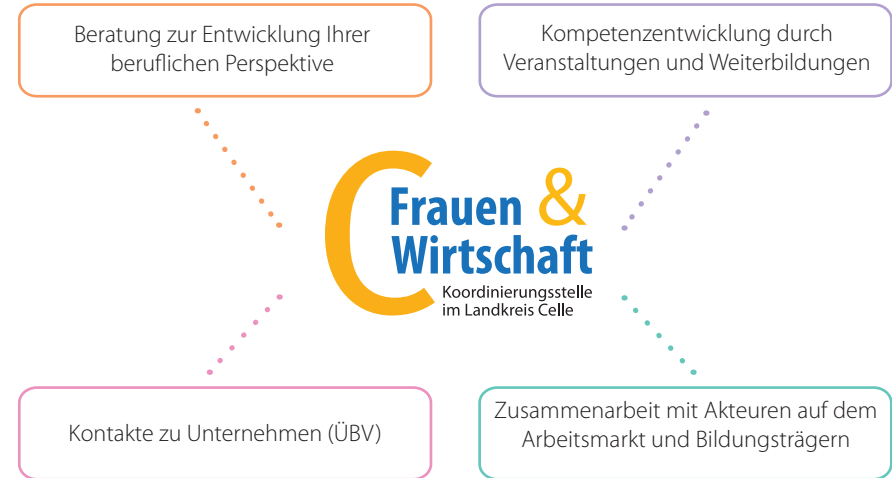 Beratung zur Entwicklung Ihrer
beruflichen Perspektive
Kompetenzentwicklung durch
Veranstaltungen und Weiterbildungen
C Frauen &
Wirtschaft
Koordinierungsstelle
im Landkreis Celle
Kontakte zu Unternehmen (ÜBV)
Zusammenarbeit mit Akteuren auf dem
Arbeitsmarkt und Bildungsträgern